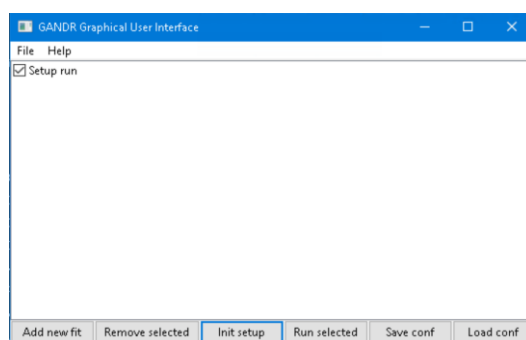 GANDR Graphical User Interface
File Help
Setup run
Add new fit Remove selected Init setup Run selected Save conf Load conf